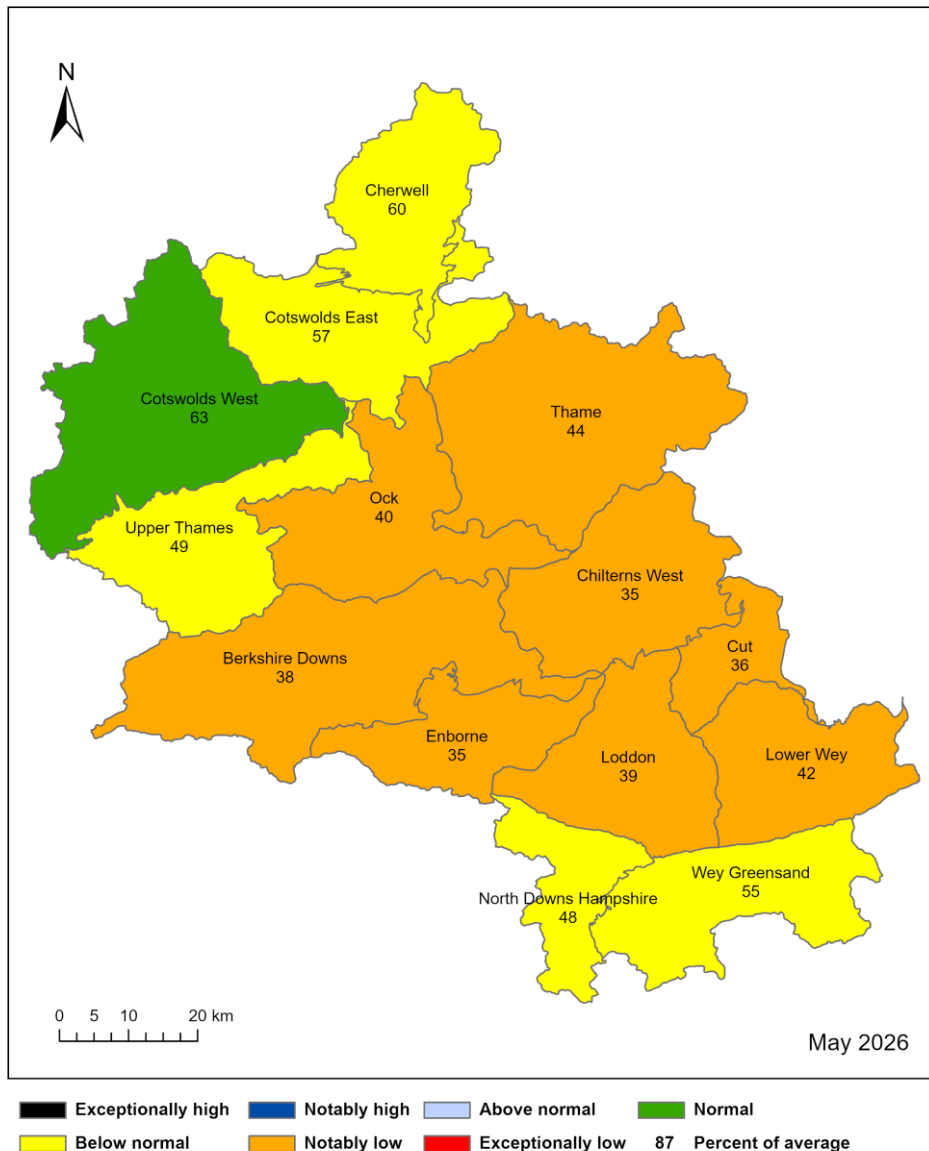 N
Cherwell
60
Cotswolds East
57
Cotswolds West
63
Thame
44
Ock
40
Upper Thames
49
Chilterns West
35
Cut
36
Berkshire Downs
38
Enborne
35
Loddon
39
Lower Wey
42
Wey Greensand
55
North Downs Hampshire
48
0 5 10 20 km
May 2026
Exceptionally high Notably high Above normal Normal
Below normal Notably low Exceptionally low 87 Percent of average